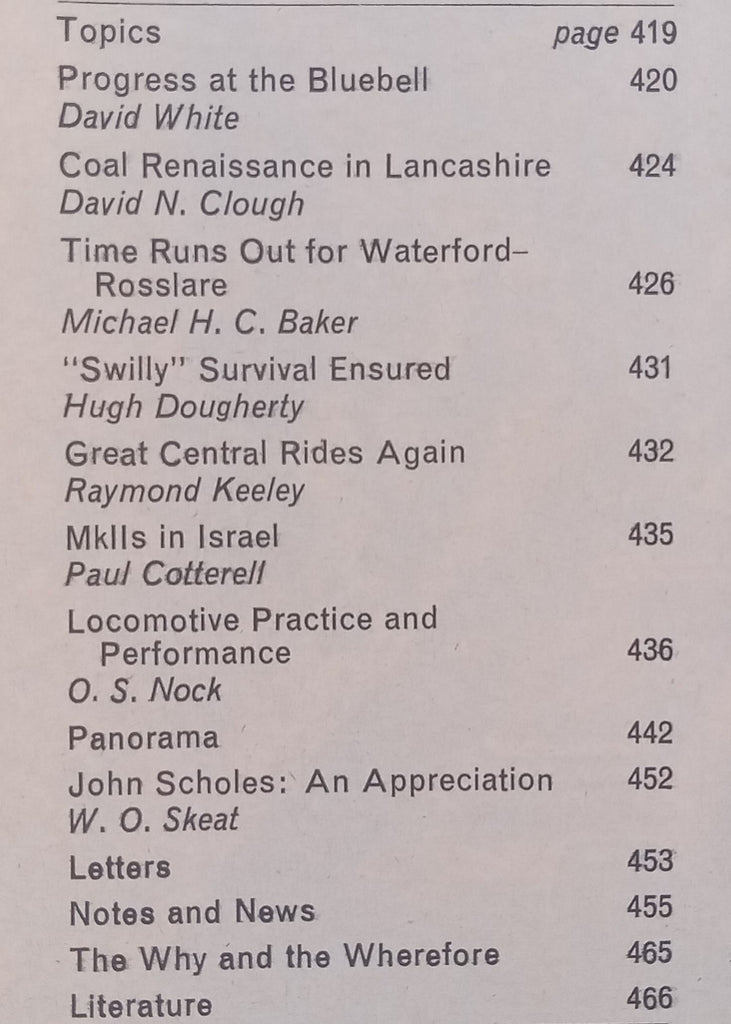 Topics page 419
Progress at the Bluebell 420
David White
Coal Renaissance in Lancashire 424
David N. Clough
Time Runs Out for Waterford–
Rosslare 426
Michael H. C. Baker
"Swilly" Survival Ensured 431
Hugh Dougherty
Great Central Rides Again 432
Raymond Keeley
MkIIs in Israel 435
Paul Cotterell
Locomotive Practice and
Performance 436
O. S. Nock
Panorama 442
John Scholes: An Appreciation 452
W. O. Skeat
Letters 453
Notes and News 455
The Why and the Wherefore 465
Literature 466